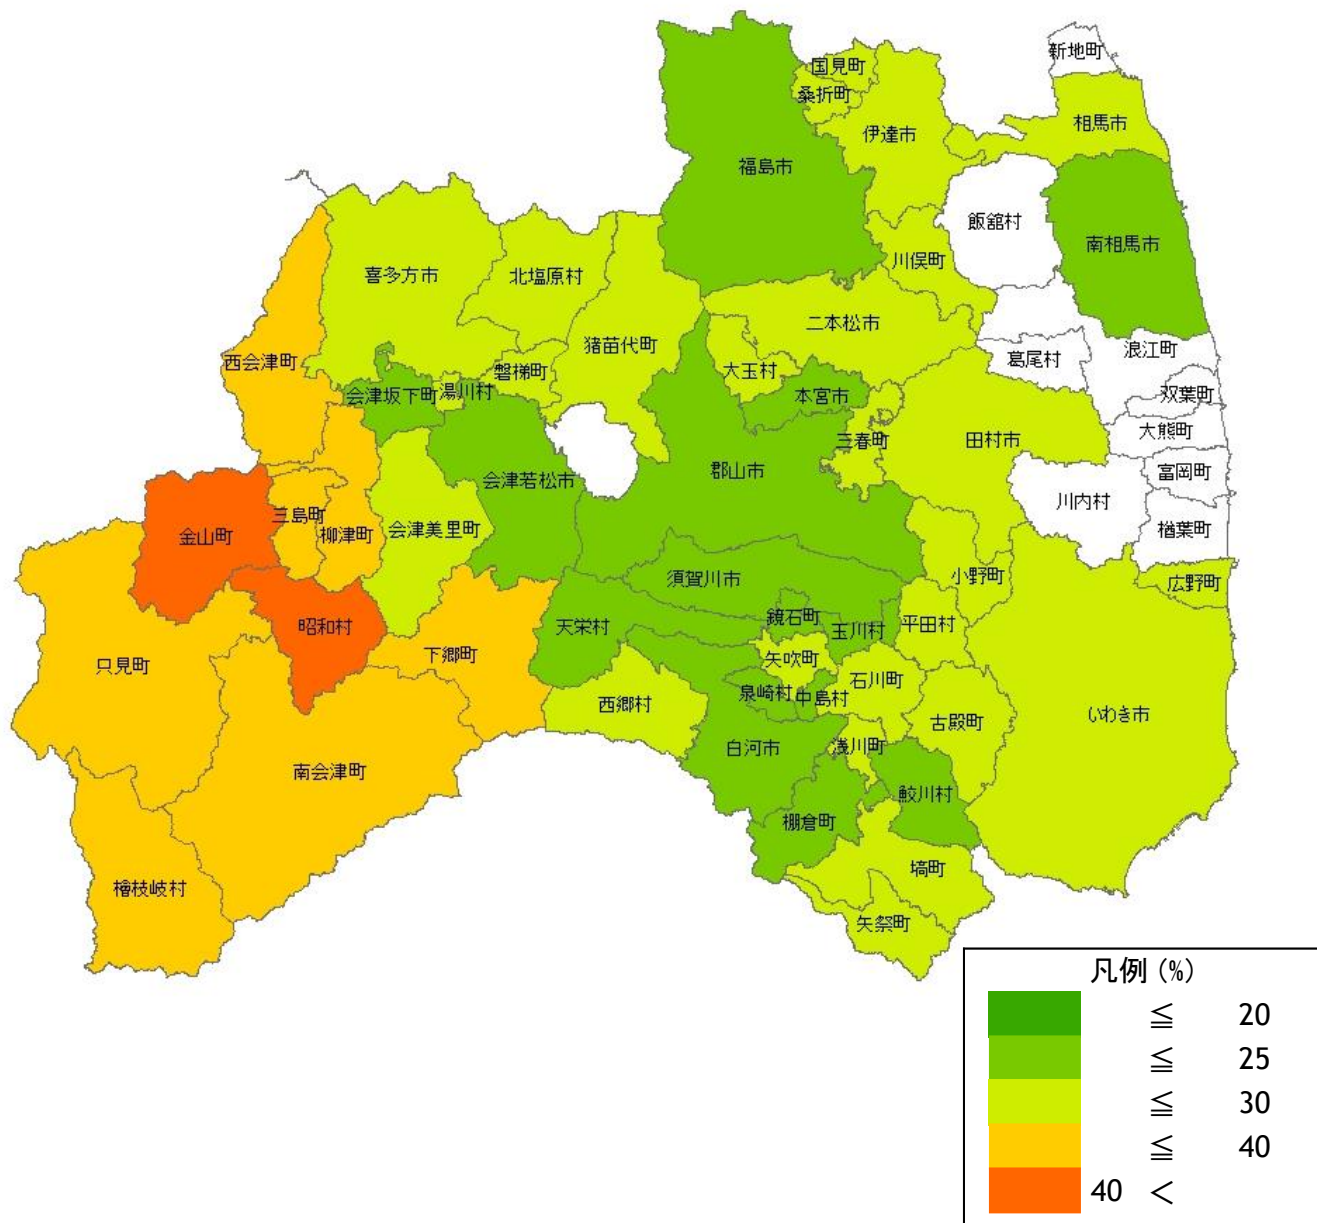 新地町
国見町
桑折町
相馬市
伊達市
福島市
飯舘村
南相馬市
川俣町
喜多方市
北塩原村
二本松市
猪苗代町
浪江町
西会津町
葛尾村
大玉村
磐梯町
会津坂下町
湯川村
本宮市
双葉町
大熊町
三春町
田村市
郡山市
富岡町
会津若松市
川内村
三島町
柳津町
会津美里町
金山町
楢葉町
須賀川市
小野町
広野町
鏡石町
昭和村
天栄村
玉川村
平田村
下郷町
矢吹町
只見町
石川町
泉崎村
中島村
西郷村
古殿町
いわき市
白河市
浅川町
南会津町
鮫川村
棚倉町
塙町
檜枝岐村
矢祭町
凡例 (%)
≦ 20
≦ 25
≦ 30
≦ 40
40 <